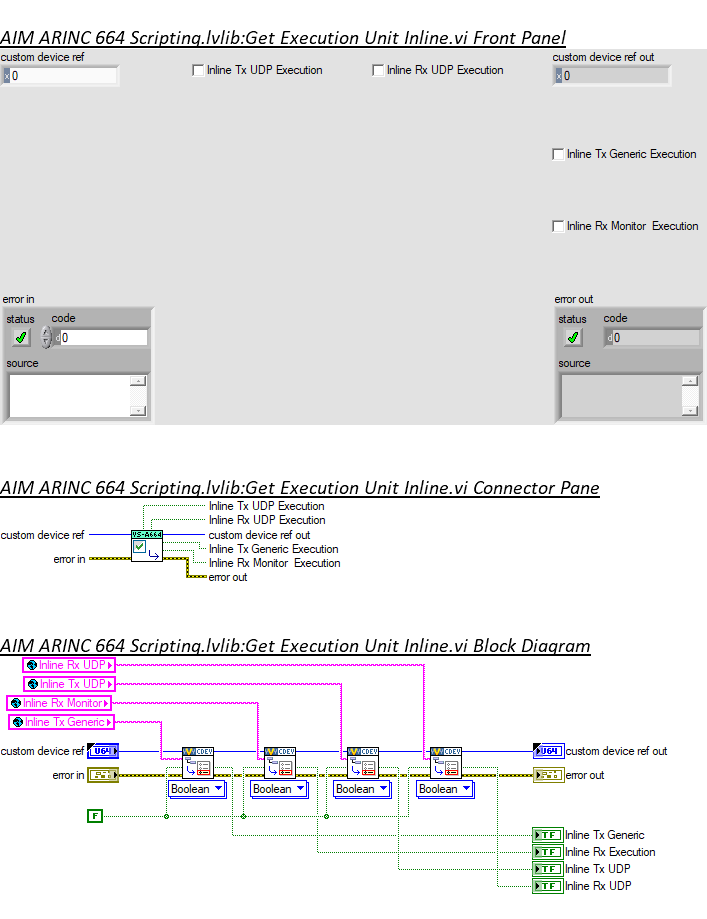 AIM ARINC 664 Scripting.lvlib:Get Execution Unit Inline.vi Front Panel
custom device ref
x 0
Inline Tx UDP Execution
Inline Rx UDP Execution
custom device ref out
x 0
Inline Tx Generic Execution
Inline Rx Monitor Execution
error in
status code
d 0
source
error out
status code
d 0
source
AIM ARINC 664 Scripting.lvlib:Get Execution Unit Inline.vi Connector Pane
Inline Tx UDP Execution
Inline Rx UDP Execution
custom device ref
VS-A664
custom device ref out
Inline Tx Generic Execution
error in
Inline Rx Monitor Execution
error out
AIM ARINC 664 Scripting.lvlib:Get Execution Unit Inline.vi Block Diagram
Inline Rx UDP
Inline Tx UDP
Inline Rx Monitor
Inline Tx Generic
custom device ref U64 CDEV CDEV CDEV CDEV U64 custom device ref out
error in error out
Boolean Boolean Boolean Boolean
F
TF Inline Tx Generic
TF Inline Rx Execution
TF Inline Tx UDP
TF Inline Rx UDP